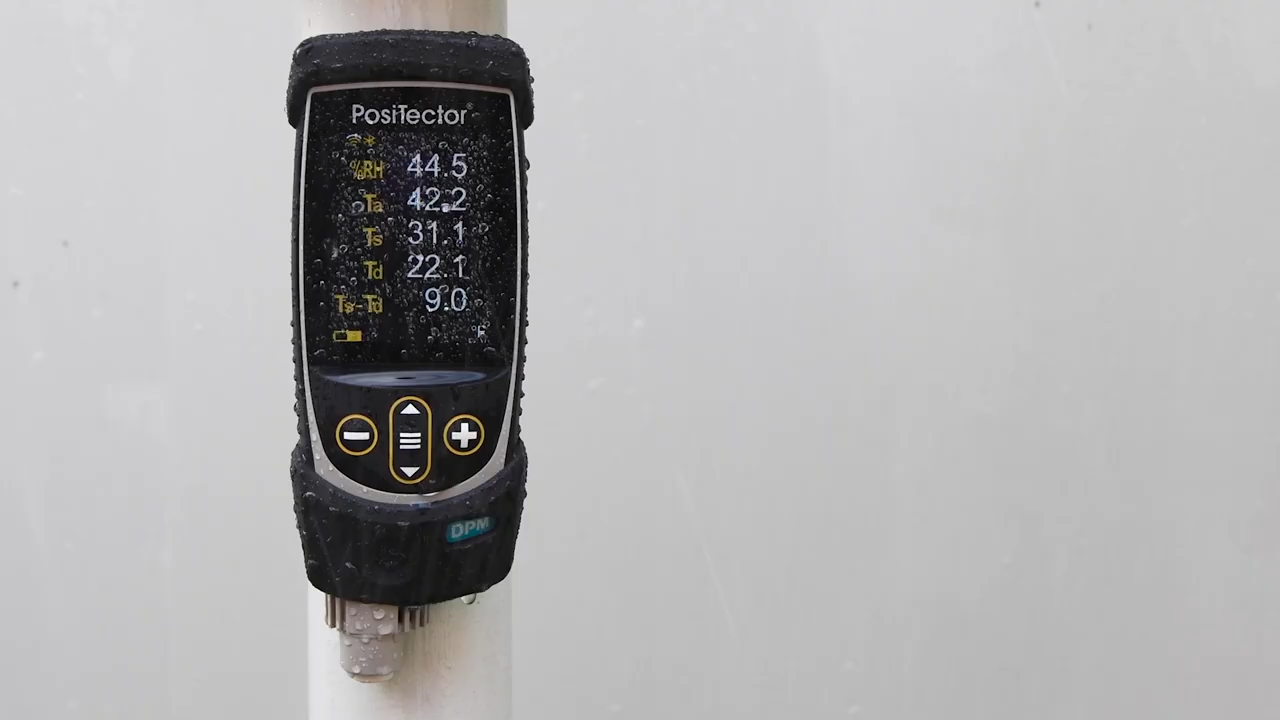 PosiTector®
%RH 44.5
Ta 42.2
Ts 31.1
Td 22.1
Ts-Td 9.0
°F
DPM